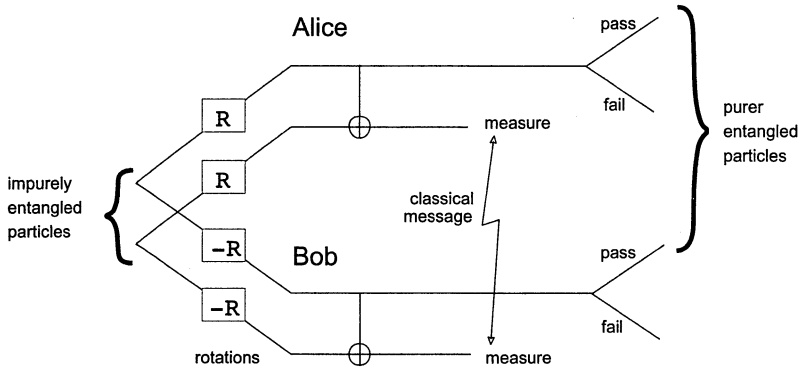 Alice
pass
fail
R
measure
purer
entangled
particles
R
impurely
entangled
particles
classical
message
-R
Bob
pass
fail
-R
rotations
measure